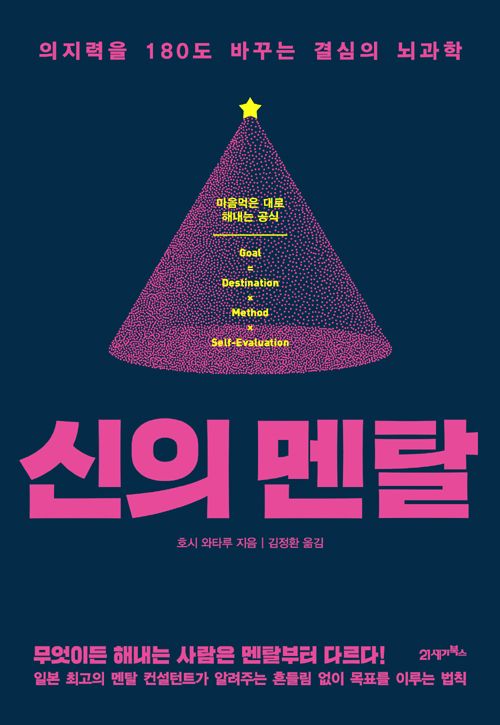 의지력을 180도 바꾸는 결심의 뇌과학
마음먹은 대로
해내는 공식
Goal
=
Destination
×
Method
×
Self-Evaluation
신의 멘탈
호시 와타루 지음 | 김정환 옮김
무엇이든 해내는 사람은 멘탈부터 다르다!
21세기북스
일본 최고의 멘탈 컨설턴트가 알려주는 흔들림 없이 목표를 이루는 법칙